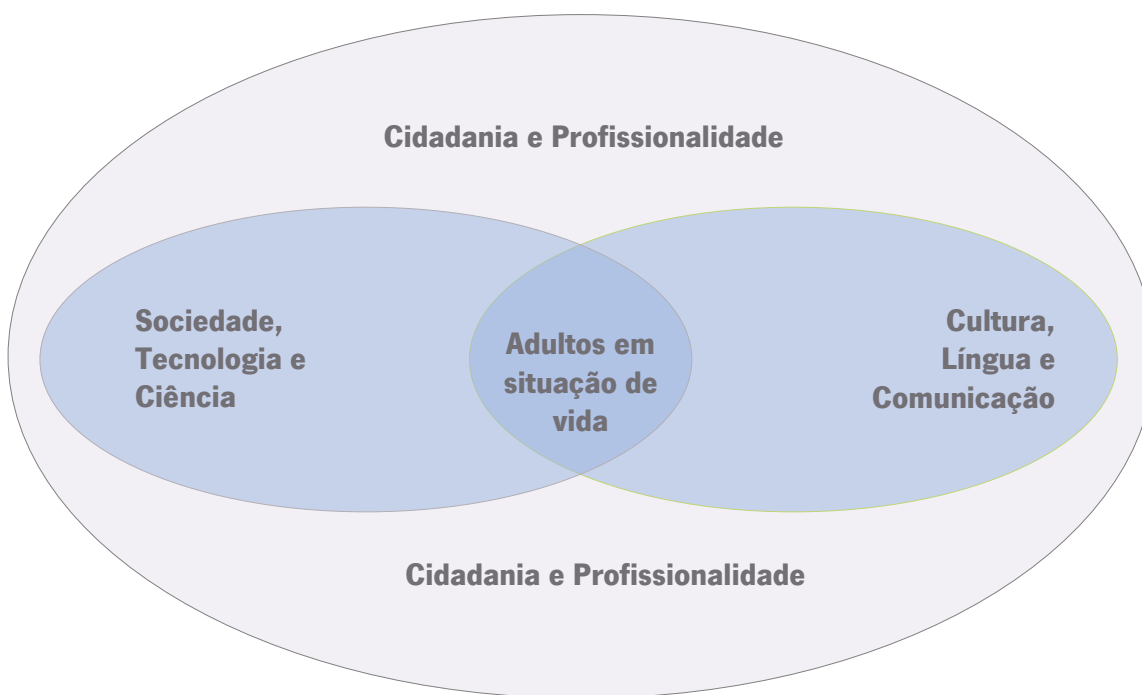 Cidadania e Profissionalidade
Sociedade,
Tecnologia e
Ciência
Adultos em
situação de
vida
Cultura,
Língua e
Comunicação
Cidadania e Profissionalidade